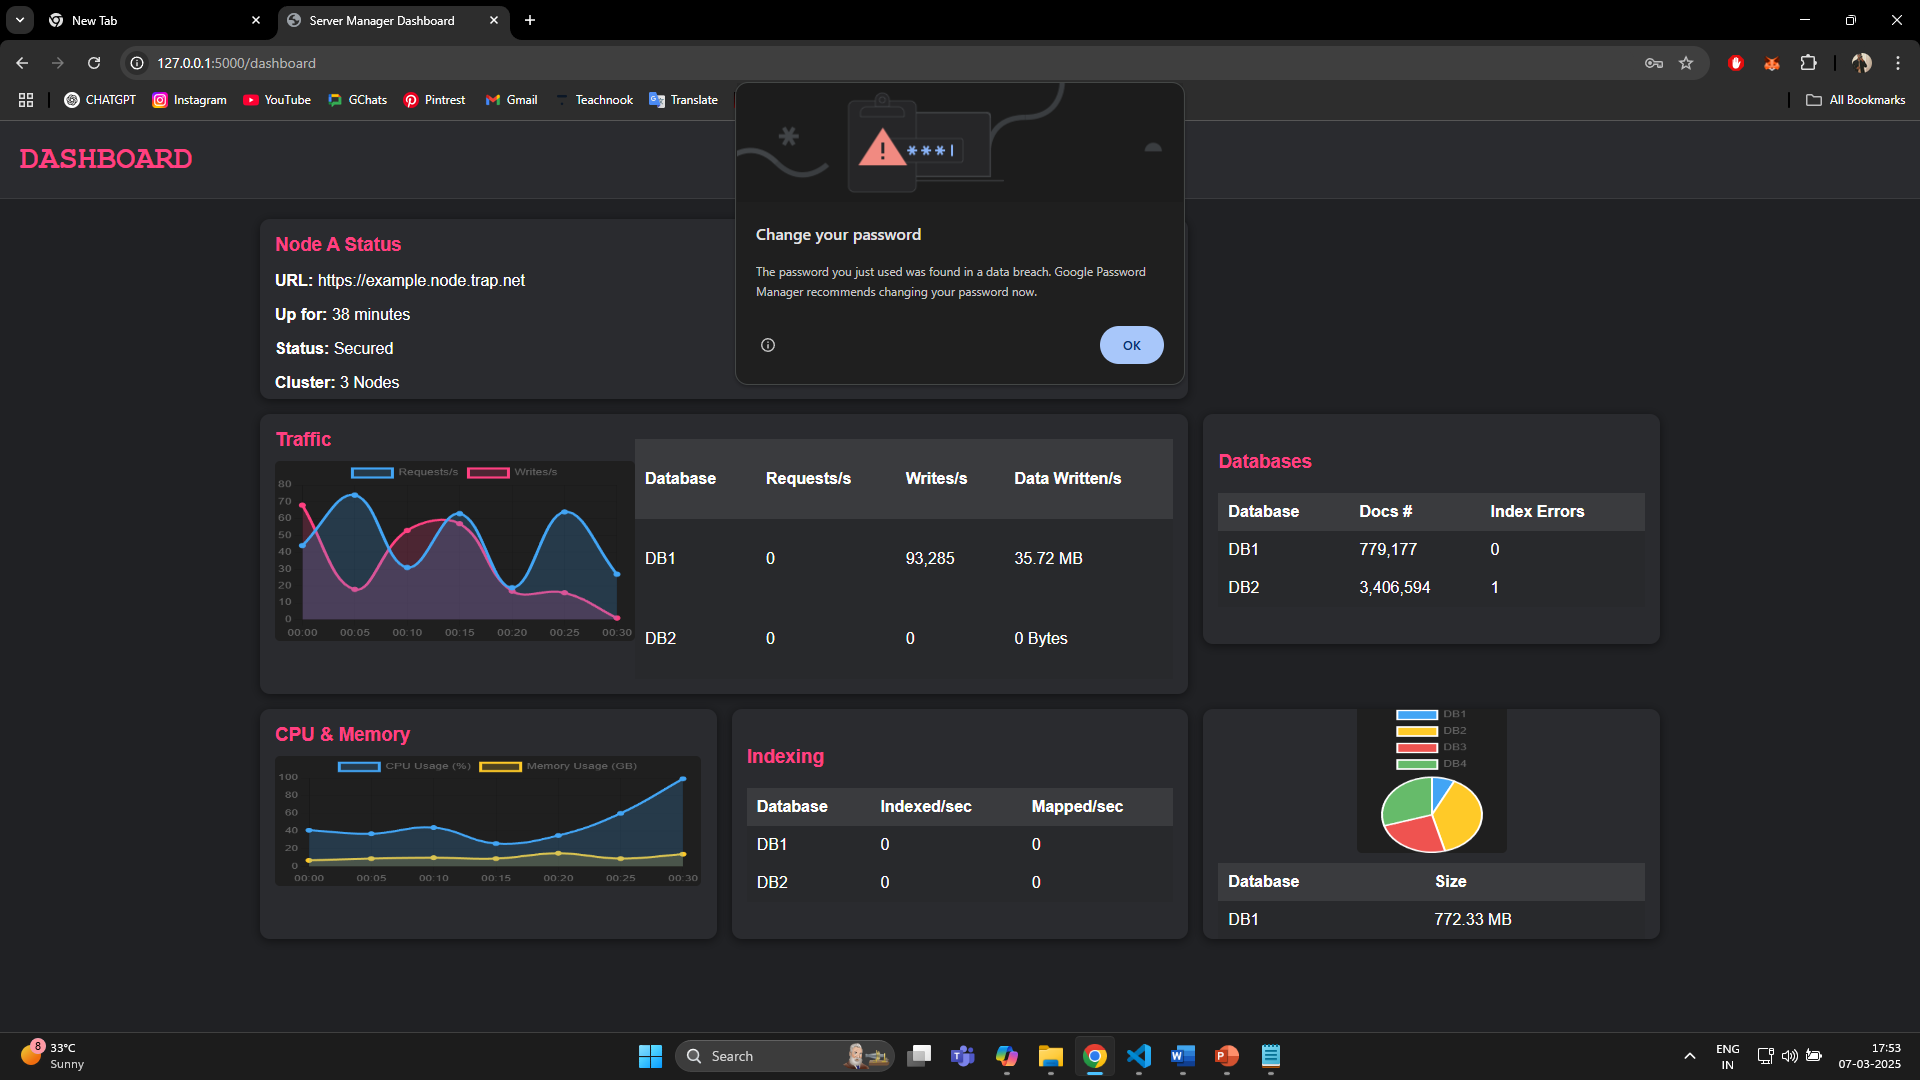 New Tab
Server Manager Dashboard
127.0.0.1:5000/dashboard
CHATGPT
Instagram
YouTube
GChats
Pintrest
Gmail
Teachnook
Translate
All Bookmarks
DASHBOARD
***
Change your password
The password you just used was found in a data breach. Google Password
Manager recommends changing your password now.
OK
Node A Status
URL: https://example.node.trap.net
Up for: 38 minutes
Status: Secured
Cluster: 3 Nodes
Traffic
Requests/s Writes/s
80
70
60
50
40
30
20
10
0
00:00 00:05 00:10 00:15 00:20 00:25 00:30
Database Requests/s Writes/s Data Written/s
DB1 0 93,285 35.72 MB
DB2 0 0 0 Bytes
Databases
Database Docs # Index Errors
DB1 779,177 0
DB2 3,406,594 1
CPU & Memory
CPU Usage (%) Memory Usage (GB)
100
80
60
40
20
0
00:00 00:05 00:10 00:15 00:20 00:25 00:30
Indexing
Database Indexed/sec Mapped/sec
DB1 0 0
DB2 0 0
DB1
DB2
DB3
DB4
Database Size
DB1 772.33 MB
8
33°C
Sunny
Search
ENG
IN
17:53
07-03-2025